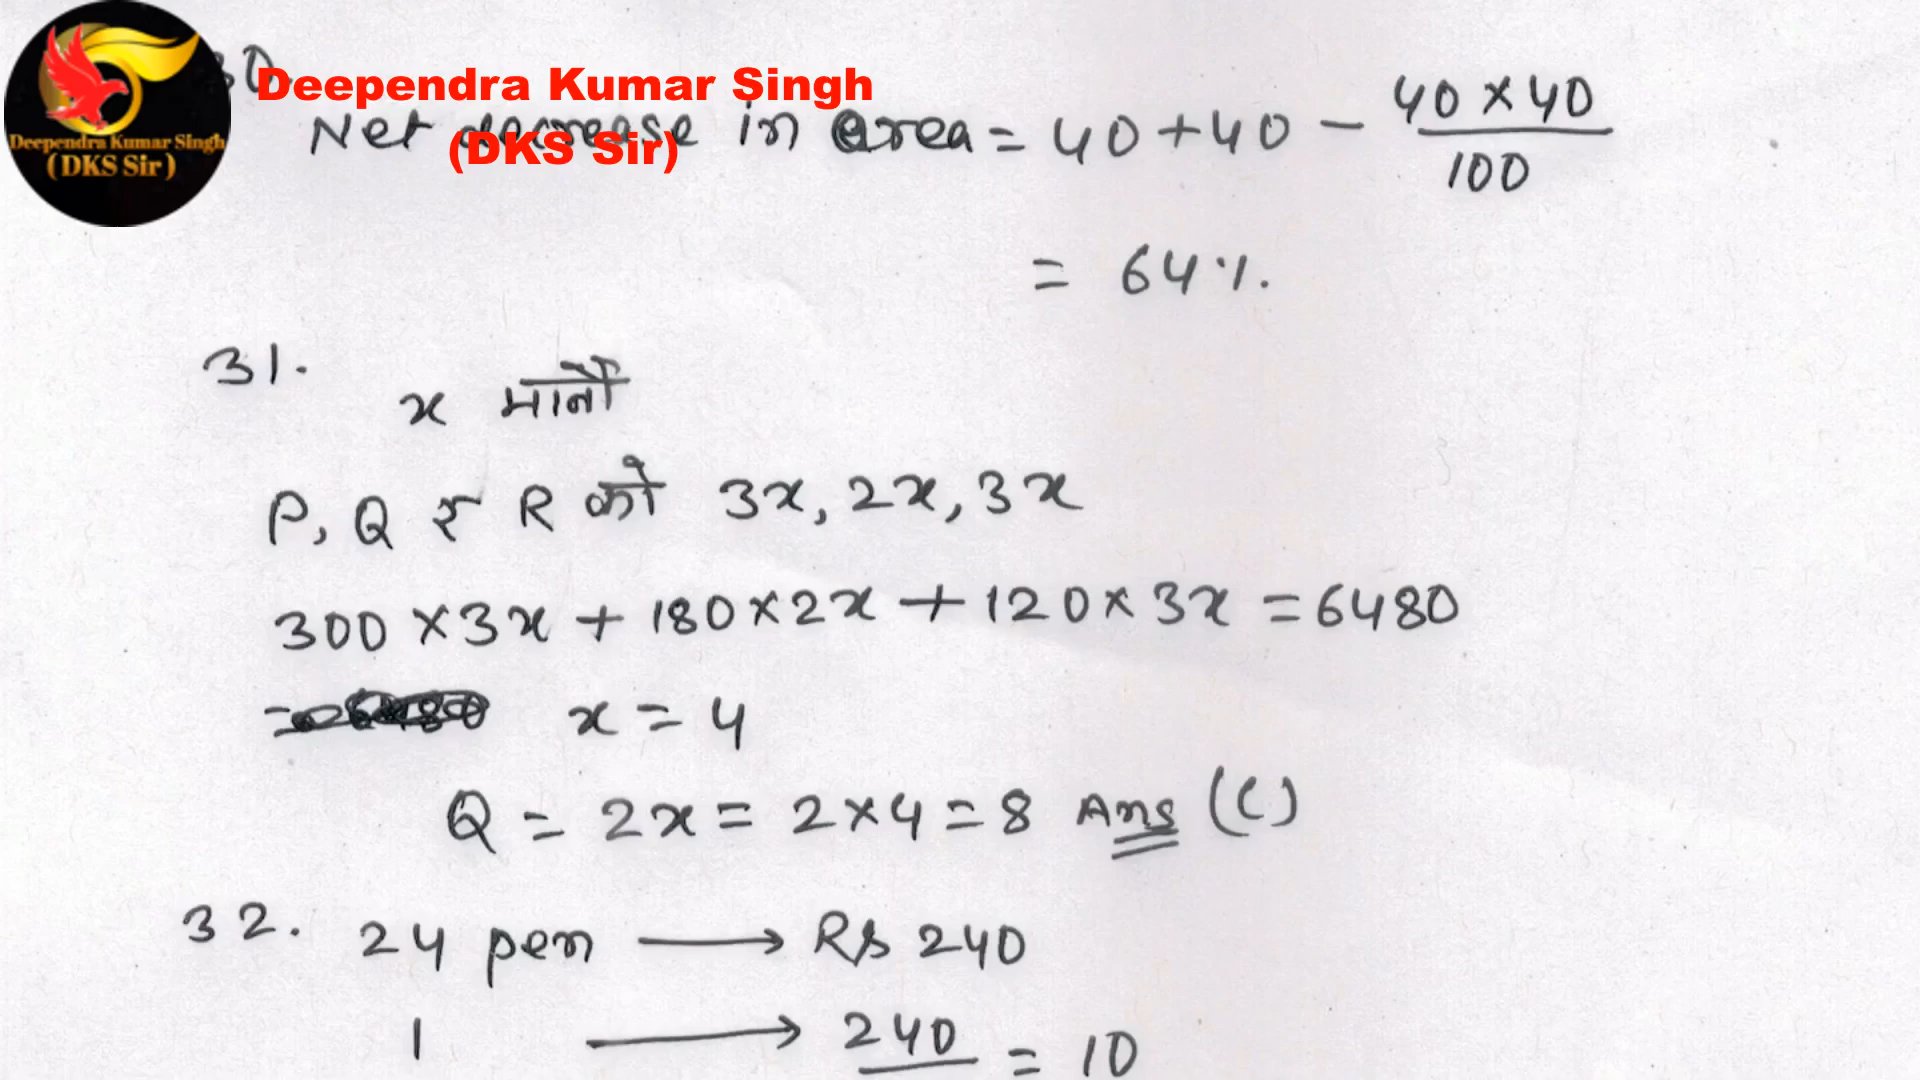 Deependra Kumar Singh
(DKS Sir)
Deependra Kumar Singh
(DKS Sir)
30.
Net decrease in area = 40 + 40 - 40 × 40 / 100
= 64 %.
31.
x मानो
P, Q व R को 3x, 2x, 3x
300 × 3x + 180 × 2x + 120 × 3x = 6480
x = 4
Q = 2x = 2 × 4 = 8 Ans (C)
32. 24 pen ⟶ Rs 240
1 ⟶ 240 = 10